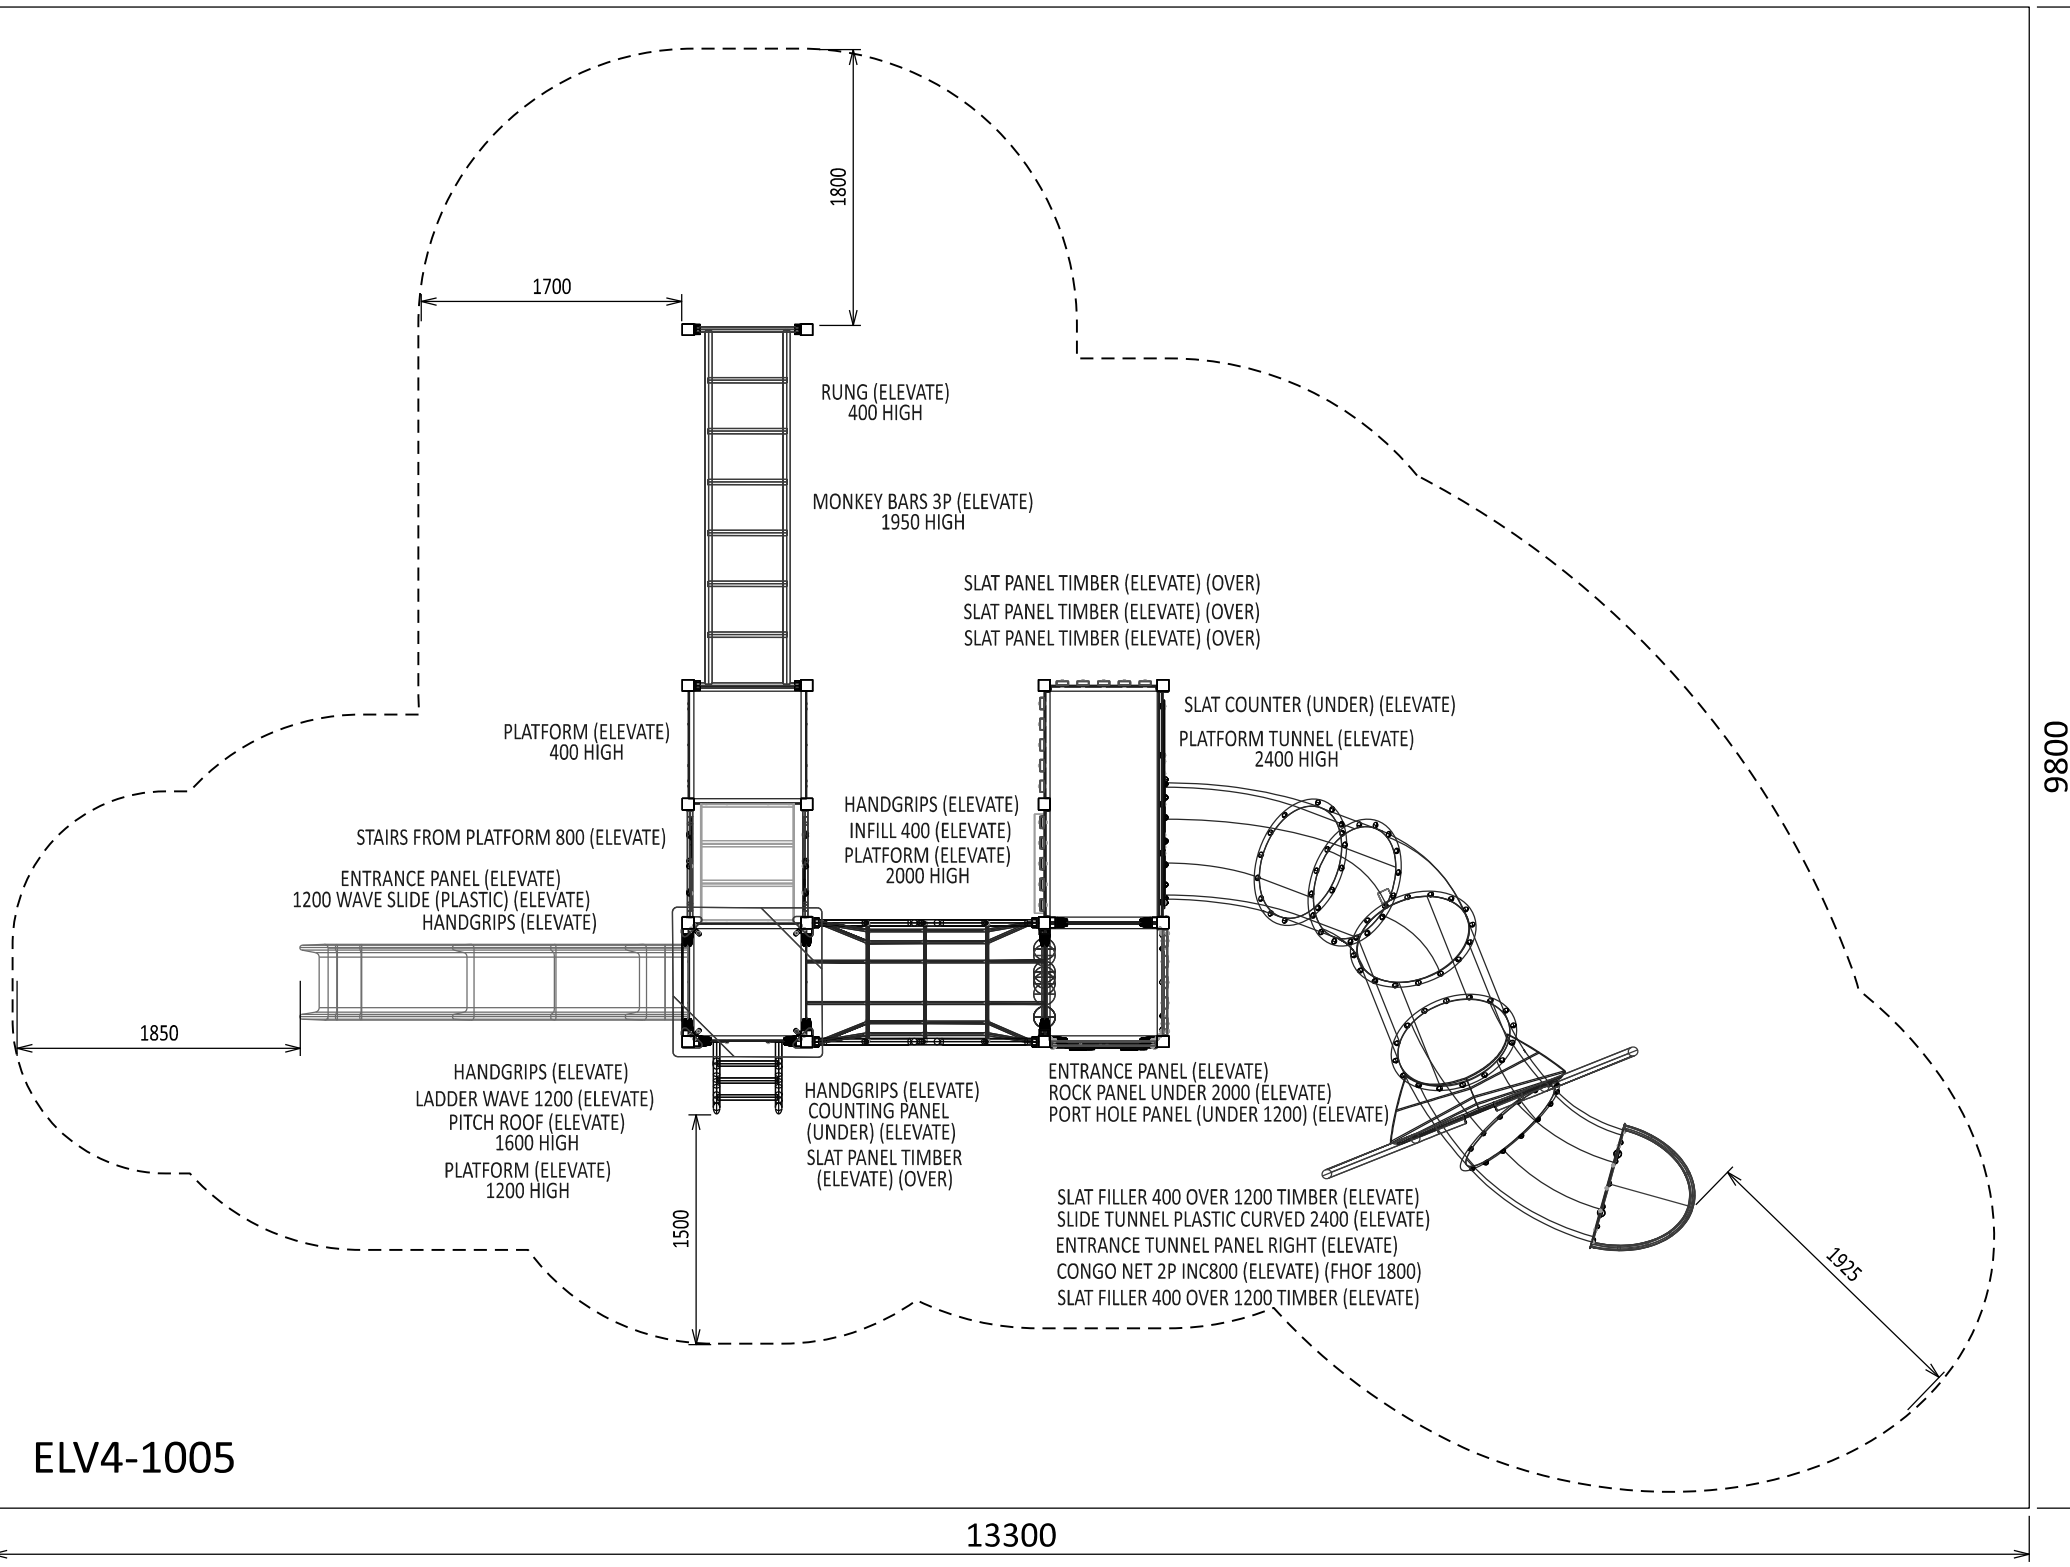 1800
1700
RUNG (ELEVATE)
400 HIGH
MONKEY BARS 3P (ELEVATE)
1950 HIGH
SLAT PANEL TIMBER (ELEVATE) (OVER)
SLAT PANEL TIMBER (ELEVATE) (OVER)
SLAT PANEL TIMBER (ELEVATE) (OVER)
SLAT COUNTER (UNDER) (ELEVATE)
PLATFORM TUNNEL (ELEVATE)
2400 HIGH
PLATFORM (ELEVATE)
400 HIGH
9800
HANDGRIPS (ELEVATE)
INFILL 400 (ELEVATE)
PLATFORM (ELEVATE)
2000 HIGH
STAIRS FROM PLATFORM 800 (ELEVATE)
ENTRANCE PANEL (ELEVATE)
1200 WAVE SLIDE (PLASTIC) (ELEVATE)
HANDGRIPS (ELEVATE)
1850
HANDGRIPS (ELEVATE)
LADDER WAVE 1200 (ELEVATE)
PITCH ROOF (ELEVATE)
1600 HIGH
PLATFORM (ELEVATE)
1200 HIGH
HANDGRIPS (ELEVATE)
COUNTING PANEL
(UNDER) (ELEVATE)
SLAT PANEL TIMBER
(ELEVATE) (OVER)
ENTRANCE PANEL (ELEVATE)
ROCK PANEL UNDER 2000 (ELEVATE)
PORT HOLE PANEL (UNDER 1200) (ELEVATE)
1500
SLAT FILLER 400 OVER 1200 TIMBER (ELEVATE)
SLIDE TUNNEL PLASTIC CURVED 2400 (ELEVATE)
ENTRANCE TUNNEL PANEL RIGHT (ELEVATE)
CONGO NET 2P INC800 (ELEVATE) (FHOF 1800)
SLAT FILLER 400 OVER 1200 TIMBER (ELEVATE)
1925
ELV4-1005
13300